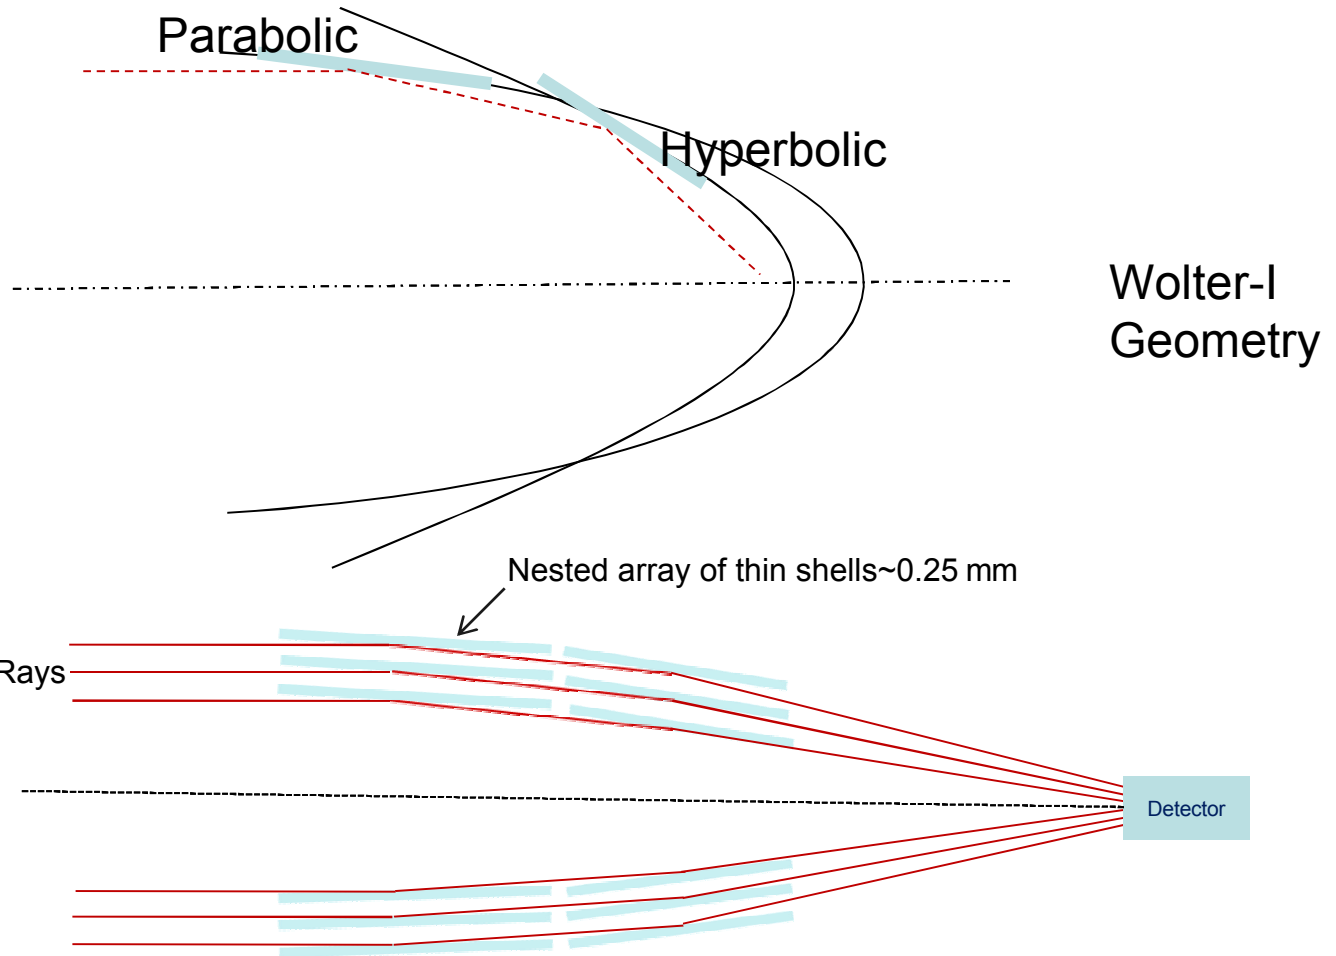 Parabolic
Hyperbolic
Wolter-I
Geometry
Nested array of thin shells~0.25 mm
Rays
Detector